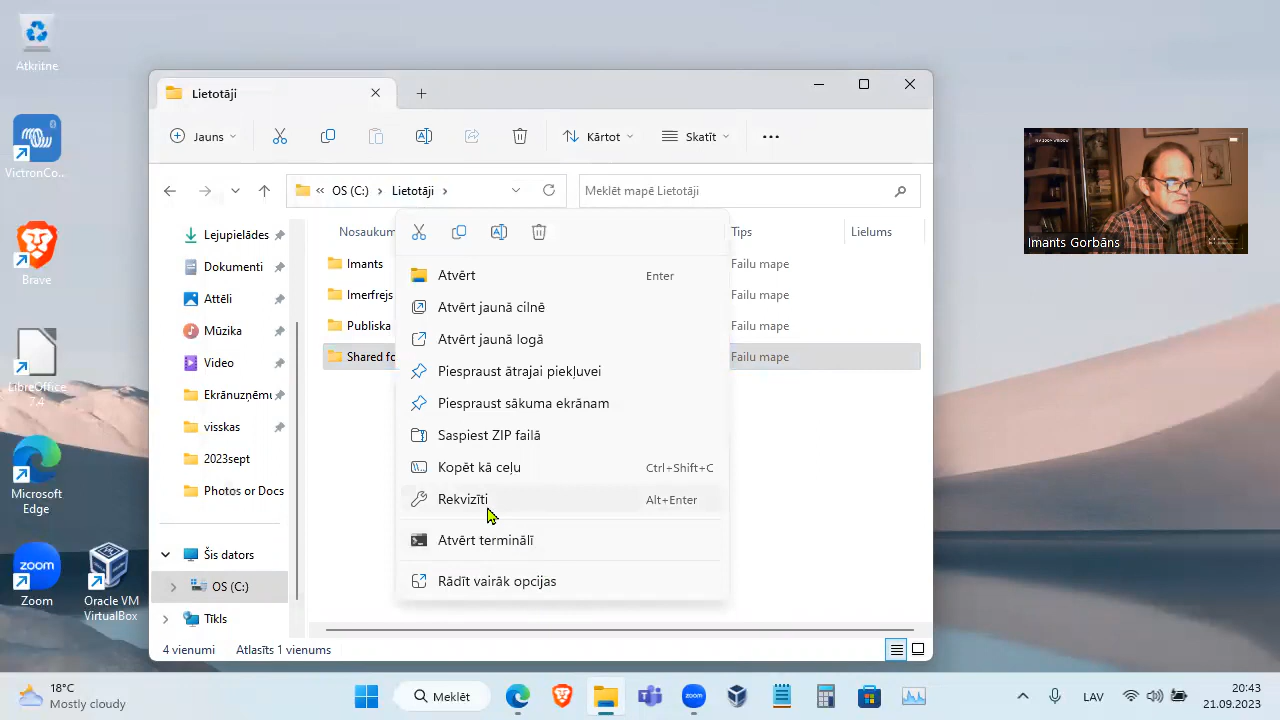 Atkritne
VictronCo...
Brave
LibreOffice
7.4
Microsoft
Edge
Zoom
Oracle VM
VirtualBox
zoom
Lietotāji
Jauns
Kārtot
Skatīt
OS (C:)
Lietotāji
Meklēt mapē Lietotāji
Lejupielādes
Dokumenti
Attēli
Mūzika
Video
Ekrānuzņēmu
visskas
2023sept
Photos or Docs
Šis dators
OS (C:)
Tīkls
Nosaukum
Tips
Lielums
Imants
Failu mape
Imerfrejs
Failu mape
Publiska
Failu mape
Shared fo
Failu mape
Atvērt
Enter
Atvērt jaunā cilnē
Atvērt jaunā logā
Piespraust ātrajai piekļuvei
Piespraust sākuma ekrānam
Saspiest ZIP failā
Kopēt kā ceļu
Ctrl+Shift+C
Rekvizīti
Alt+Enter
Atvērt terminālī
Rādīt vairāk opcijas
4 vienumi
Atlasīts 1 vienums
Imants Gorbāns
18°C
Mostly cloudy
Meklēt
zoom
LAV
20:43
21.09.2023